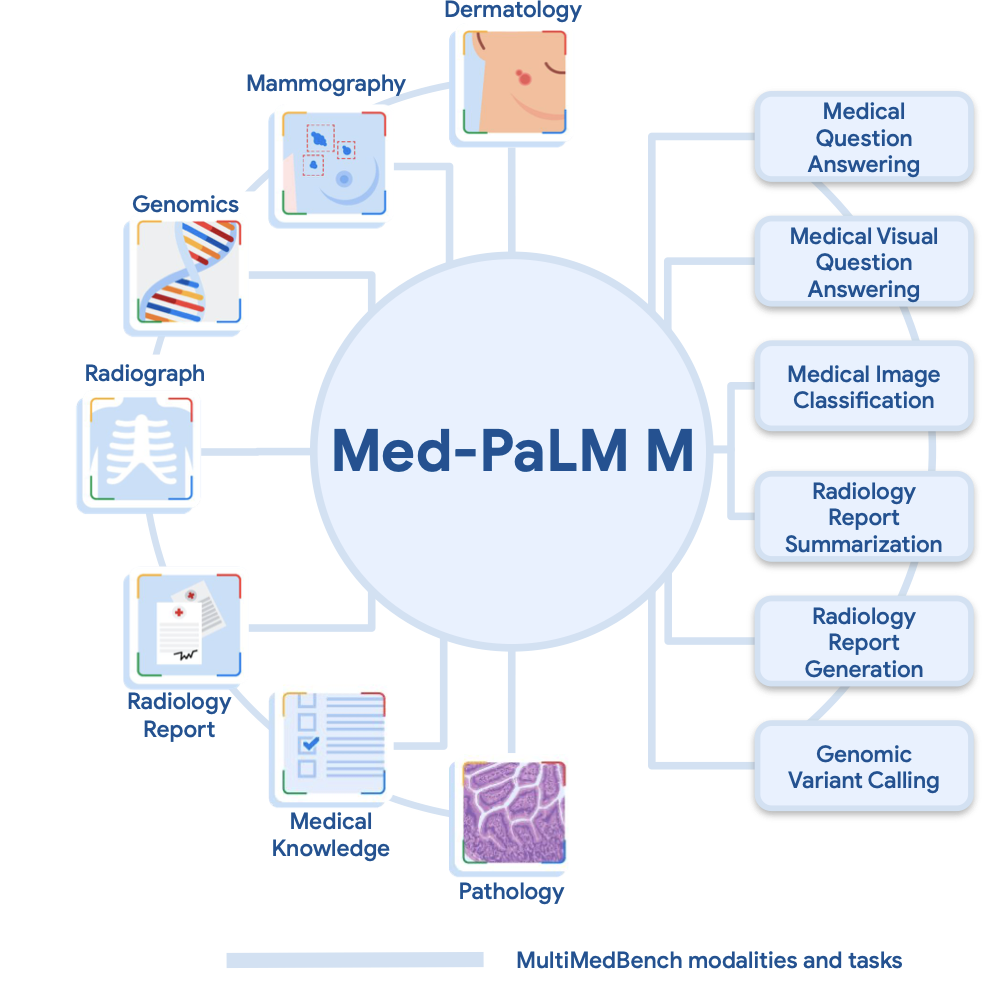 Dermatology
Mammography
Genomics
Radiograph
Radiology
Report
Medical
Knowledge
Pathology
Med-PaLM M
Medical
Question
Answering
Medical Visual
Question
Answering
Medical Image
Classification
Radiology
Report
Summarization
Radiology
Report
Generation
Genomic
Variant Calling
MultiMedBench modalities and tasks